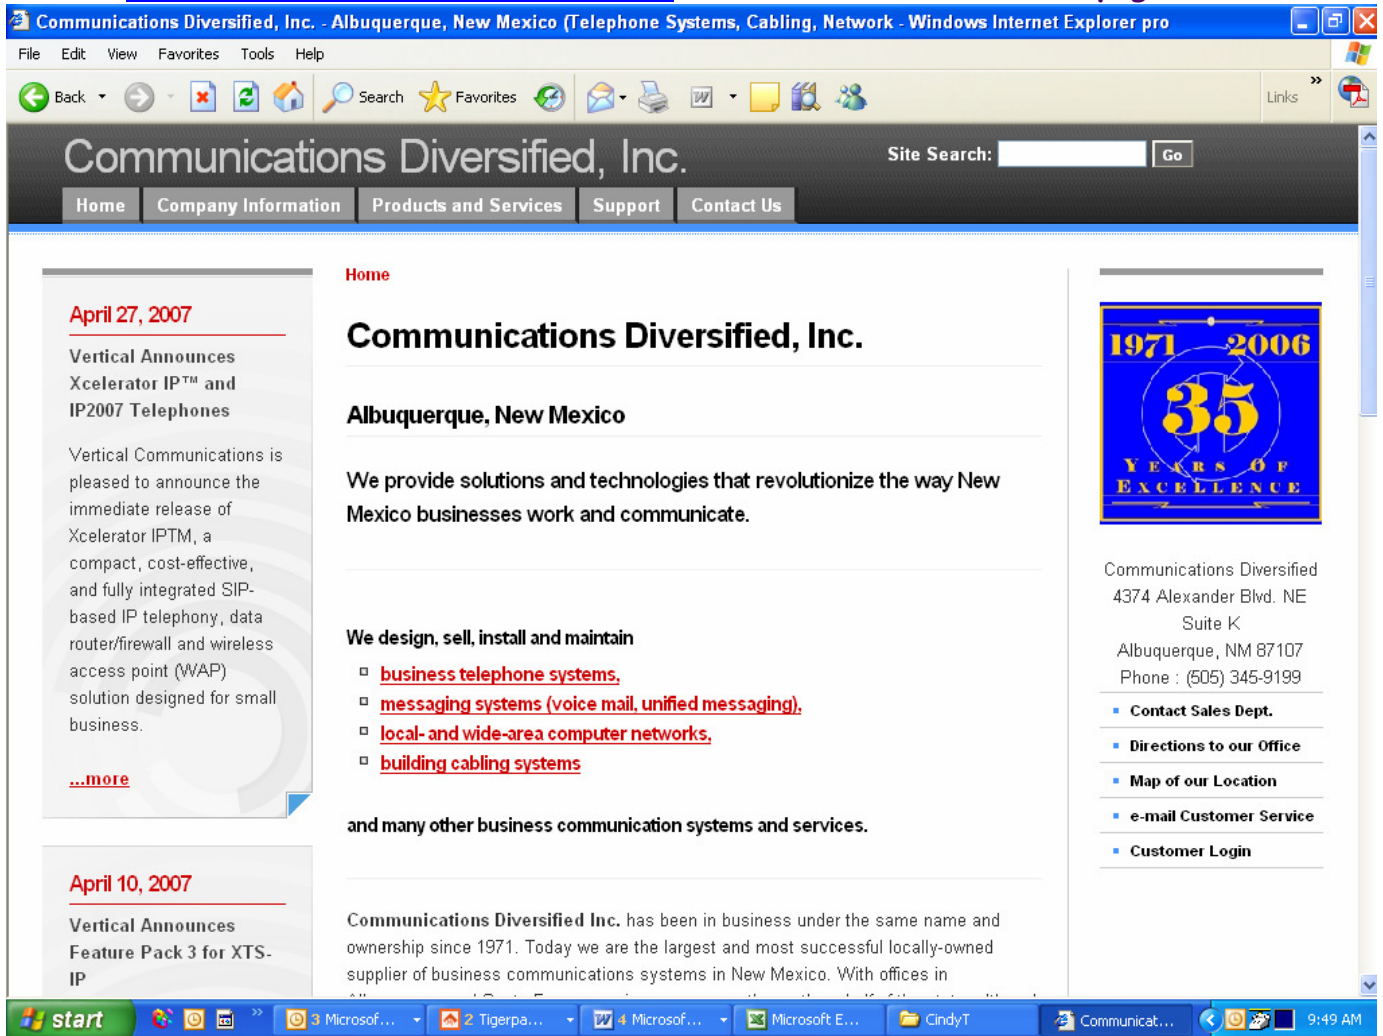 Communications Diversified, Inc. - Albuquerque, New Mexico (Telephone Systems, Cabling, Network - Windows Internet Explorer pro
File Edit View Favorites Tools Help
Back Search Favorites Links
Communications Diversified, Inc.
Site Search: Go
Home Company Information Products and Services Support Contact Us
April 27, 2007
Vertical Announces
Xcelerator IP™ and
IP2007 Telephones
Vertical Communications is
pleased to announce the
immediate release of
Xcelerator IPTM, a
compact, cost-effective,
and fully integrated SIP-
based IP telephony, data
router/firewall and wireless
access point (WAP)
solution designed for small
business.
...more
April 10, 2007
Vertical Announces
Feature Pack 3 for XTS-
IP
Home
Communications Diversified, Inc.
Albuquerque, New Mexico
We provide solutions and technologies that revolutionize the way New
Mexico businesses work and communicate.
We design, sell, install and maintain
business telephone systems,
messaging systems (voice mail, unified messaging),
local- and wide-area computer networks,
building cabling systems
and many other business communication systems and services.
Communications Diversified Inc. has been in business under the same name and
ownership since 1971. Today we are the largest and most successful locally-owned
supplier of business communications systems in New Mexico. With offices in
1971 2006
35
YEARS OF
EXCELLENCE
Communications Diversified
4374 Alexander Blvd. NE
Suite K
Albuquerque, NM 87107
Phone : (505) 345-9199
Contact Sales Dept.
Directions to our Office
Map of our Location
e-mail Customer Service
Customer Login
start 3 Microsof... 2 Tigerpa... 4 Microsof... Microsoft E... CindyT Communicat... 9:49 AM